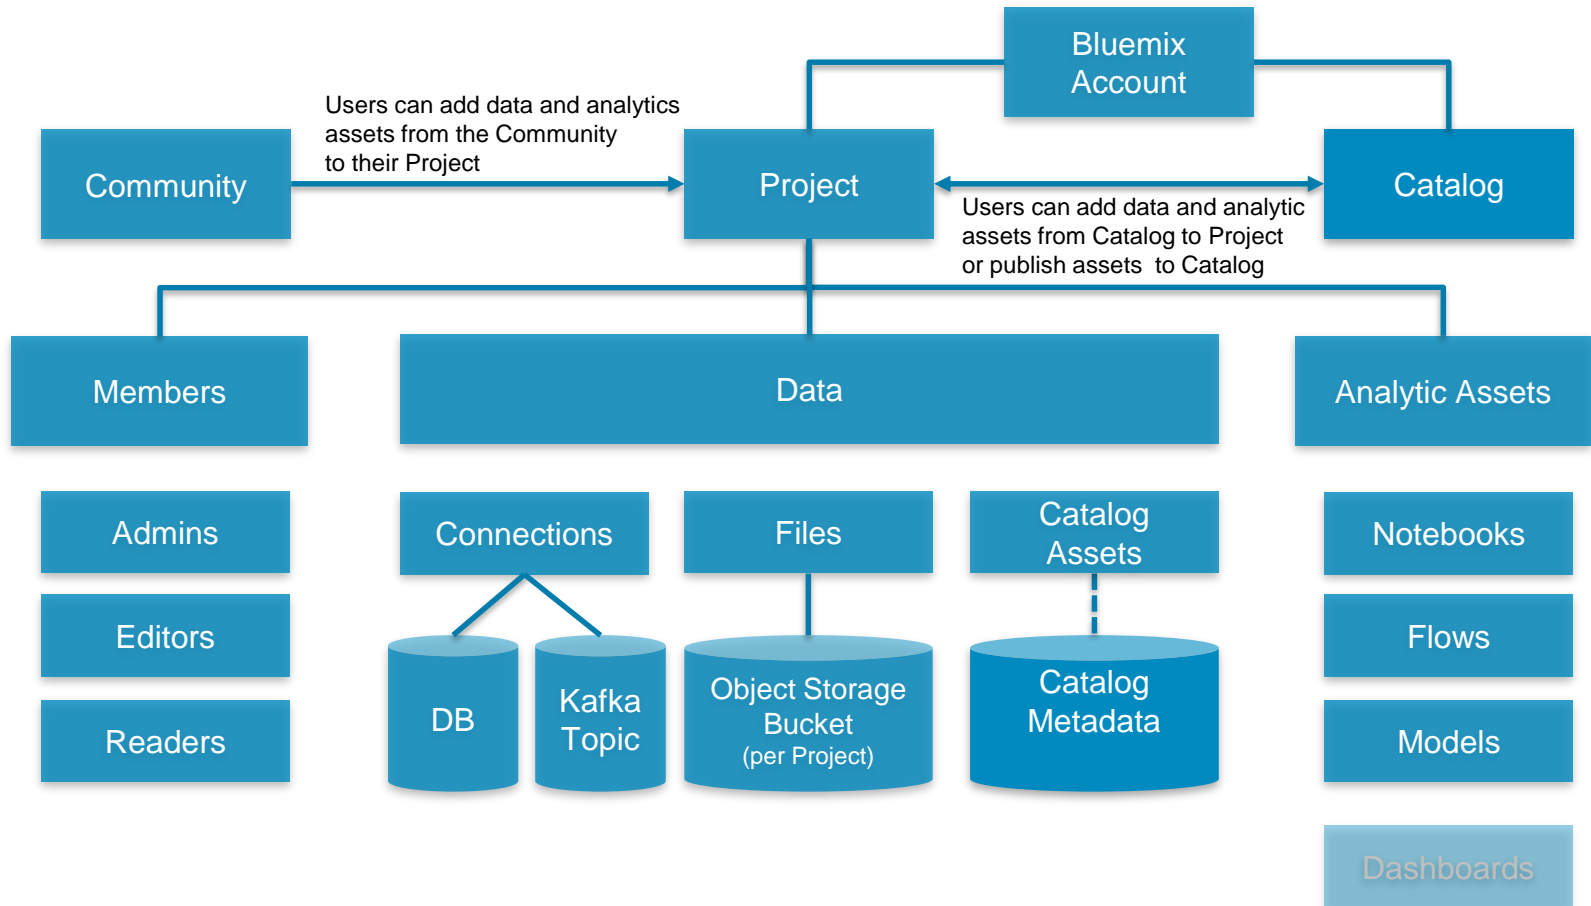 Bluemix
Account
Users can add data and analytics
assets from the Community
to their Project
Community
Project
Catalog
Users can add data and analytic
assets from Catalog to Project
or publish assets to Catalog
Members
Data
Analytic Assets
Admins
Connections
Files
Catalog
Assets
Notebooks
Editors
Flows
Readers
DB
Kafka
Topic
Object Storage
Bucket
(per Project)
Catalog
Metadata
Models
Dashboards